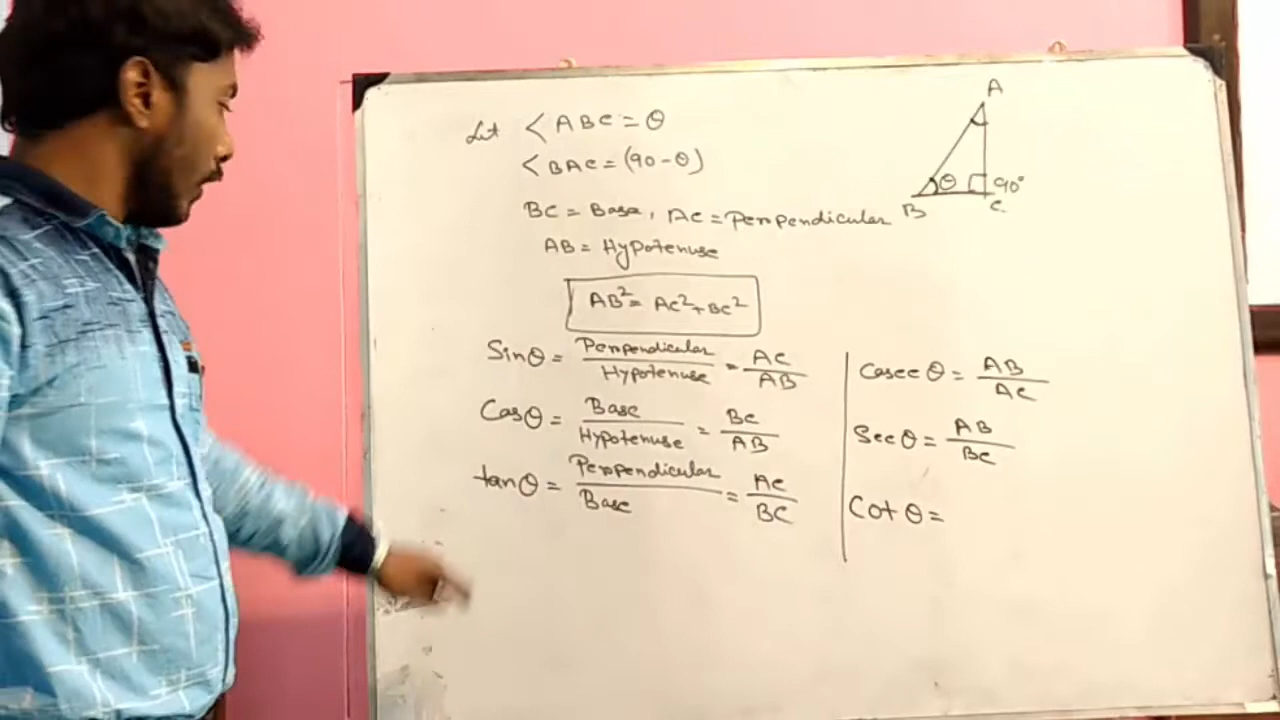 Let < ABC = θ
< BAC = (90 - θ)
BC = Base, AC = Perpendicular
AB = Hypotenuse
AB² = AC² + BC²
Sinθ = Perpendicular / Hypotenuse = AC / AB
Cosθ = Base / Hypotenuse = BC / AB
tanθ = Perpendicular / Base = AC / BC
Cosec θ = AB / AC
Sec θ = AB / BC
Cot θ =
A
θ 90°
B C